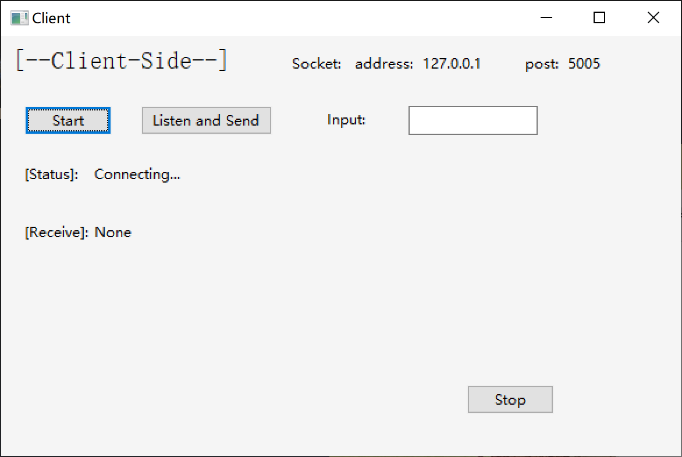 Client
[--Client-Side--] Socket: address: 127.0.0.1 post: 5005
Start Listen and Send Input:
[Status]: Connecting...
[Receive]: None
Stop